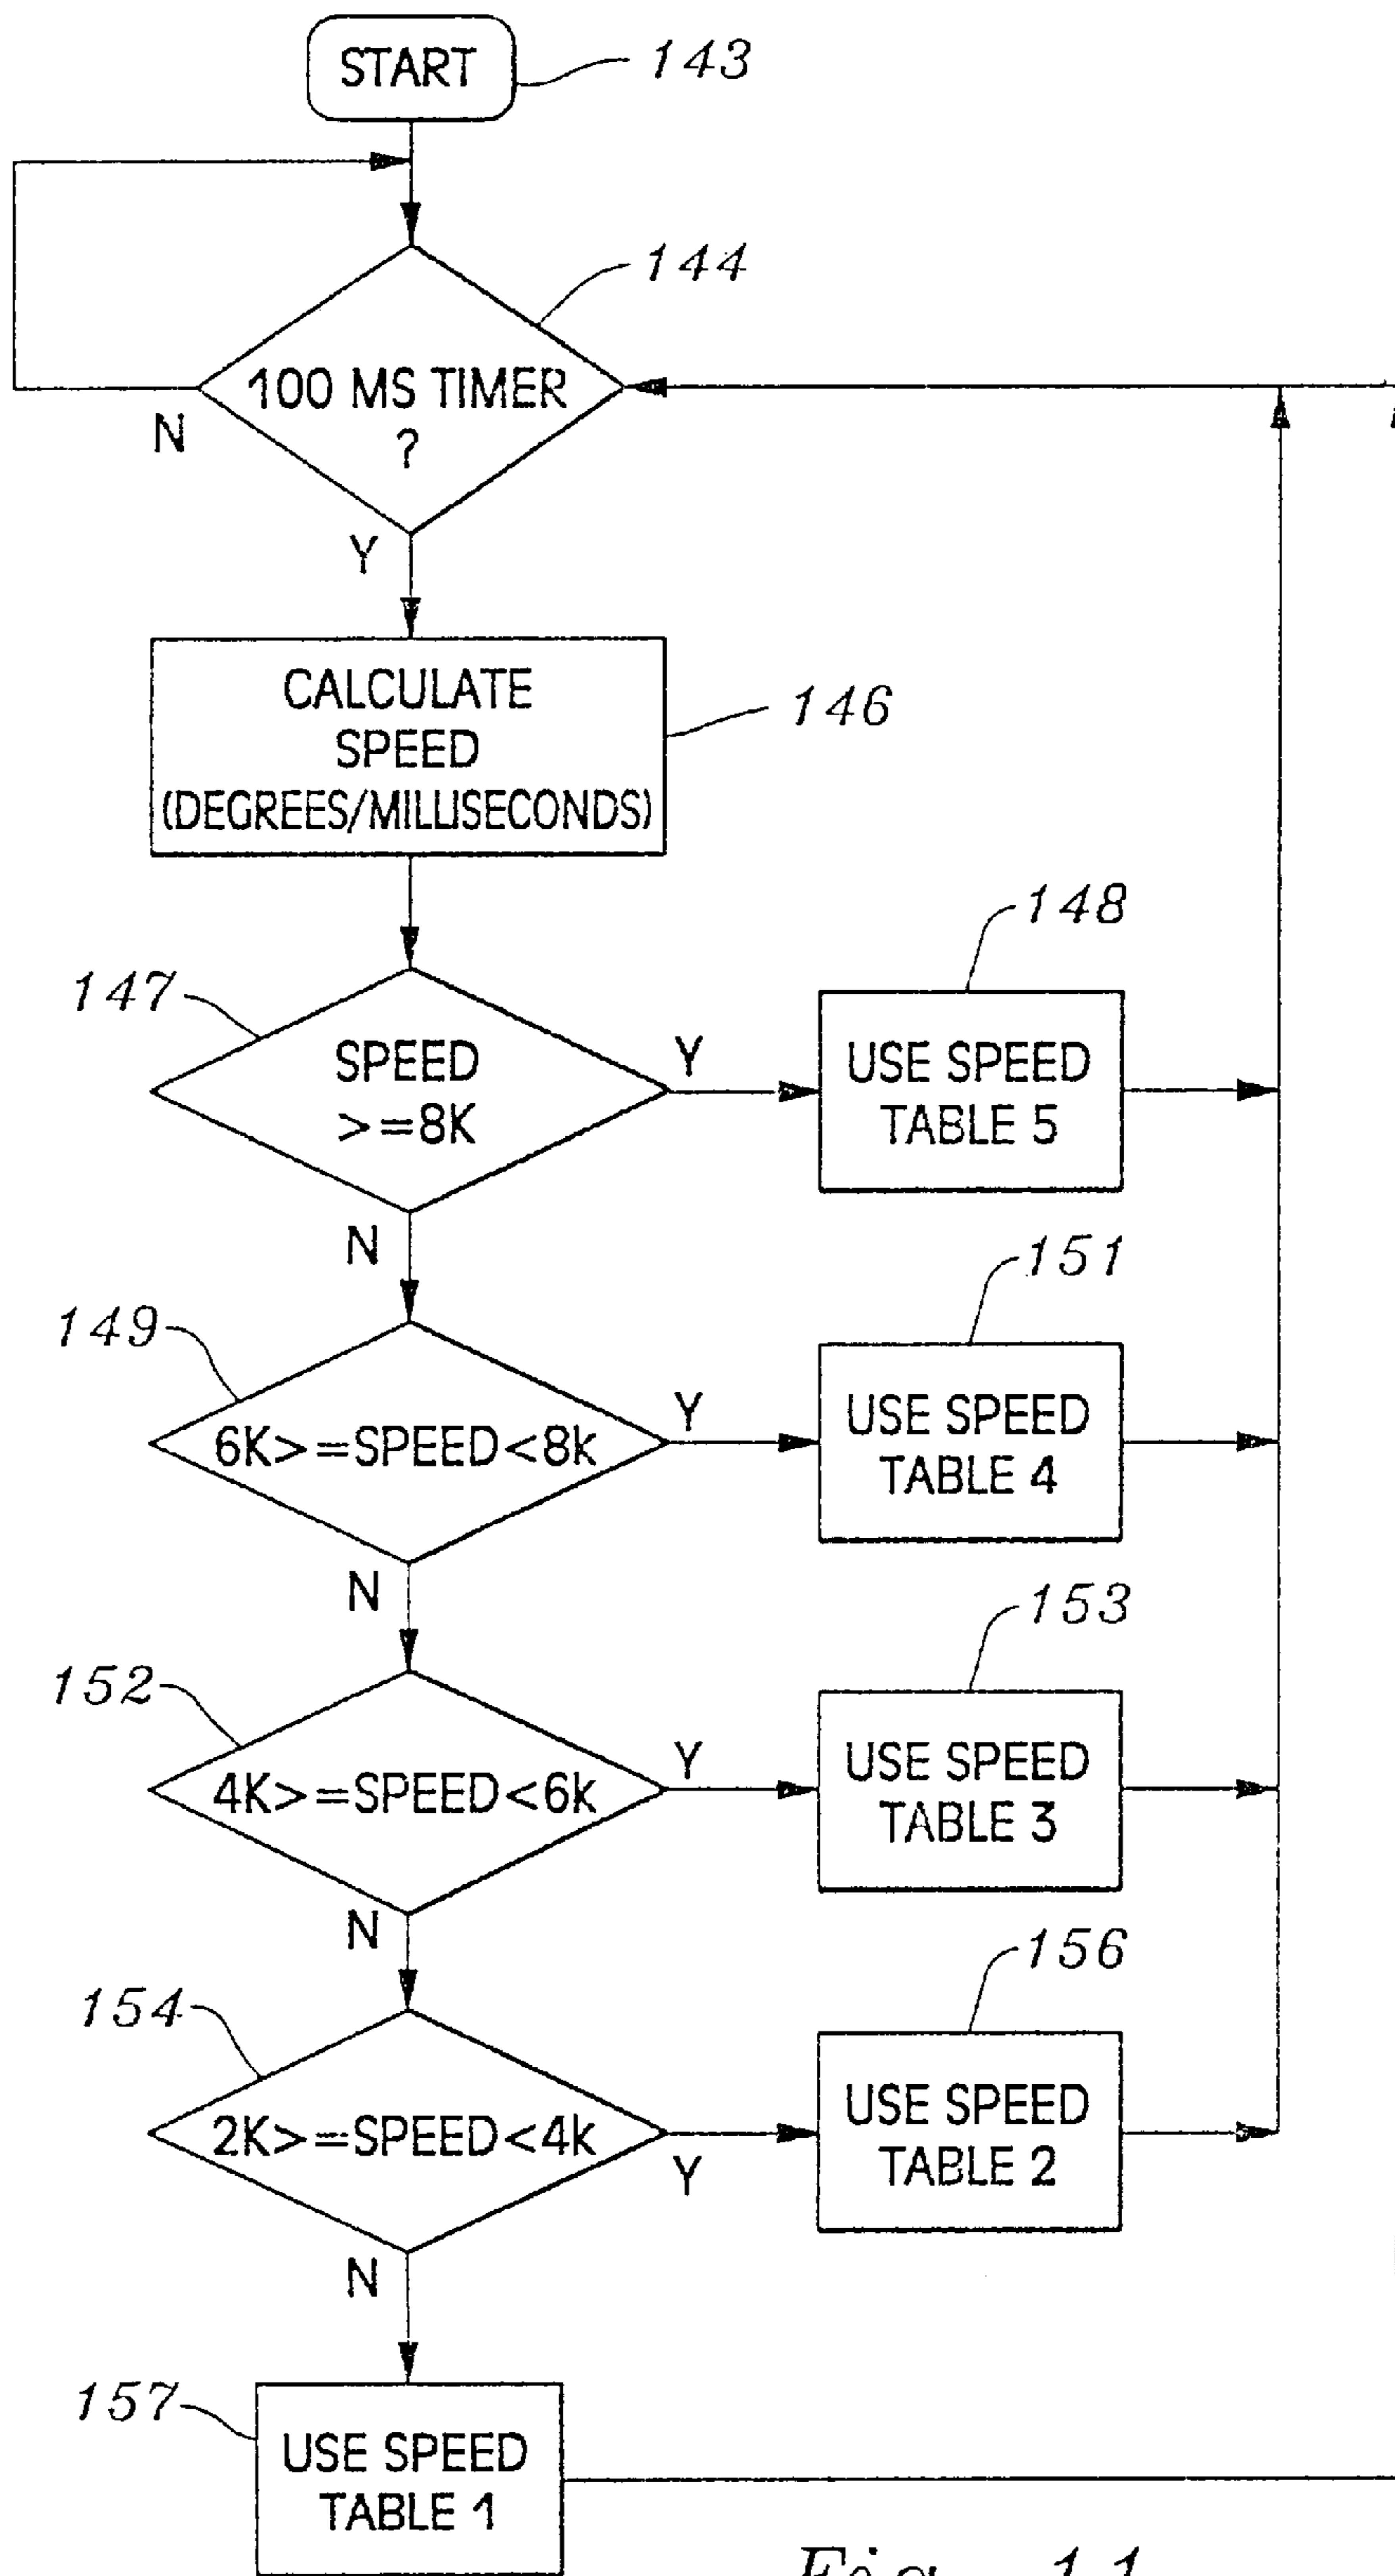 START
143
144
100 MS TIMER
?
N
Y
CALCULATE
SPEED
(DEGREES/MILLISECONDS)
146
147
SPEED
>=8K
Y
148
USE SPEED
TABLE 5
N
149
6K>=SPEED<8k
Y
151
USE SPEED
TABLE 4
N
152
4K>=SPEED<6k
Y
153
USE SPEED
TABLE 3
N
154
2K>=SPEED<4k
Y
156
USE SPEED
TABLE 2
N
157
USE SPEED
TABLE 1
Fig. 11